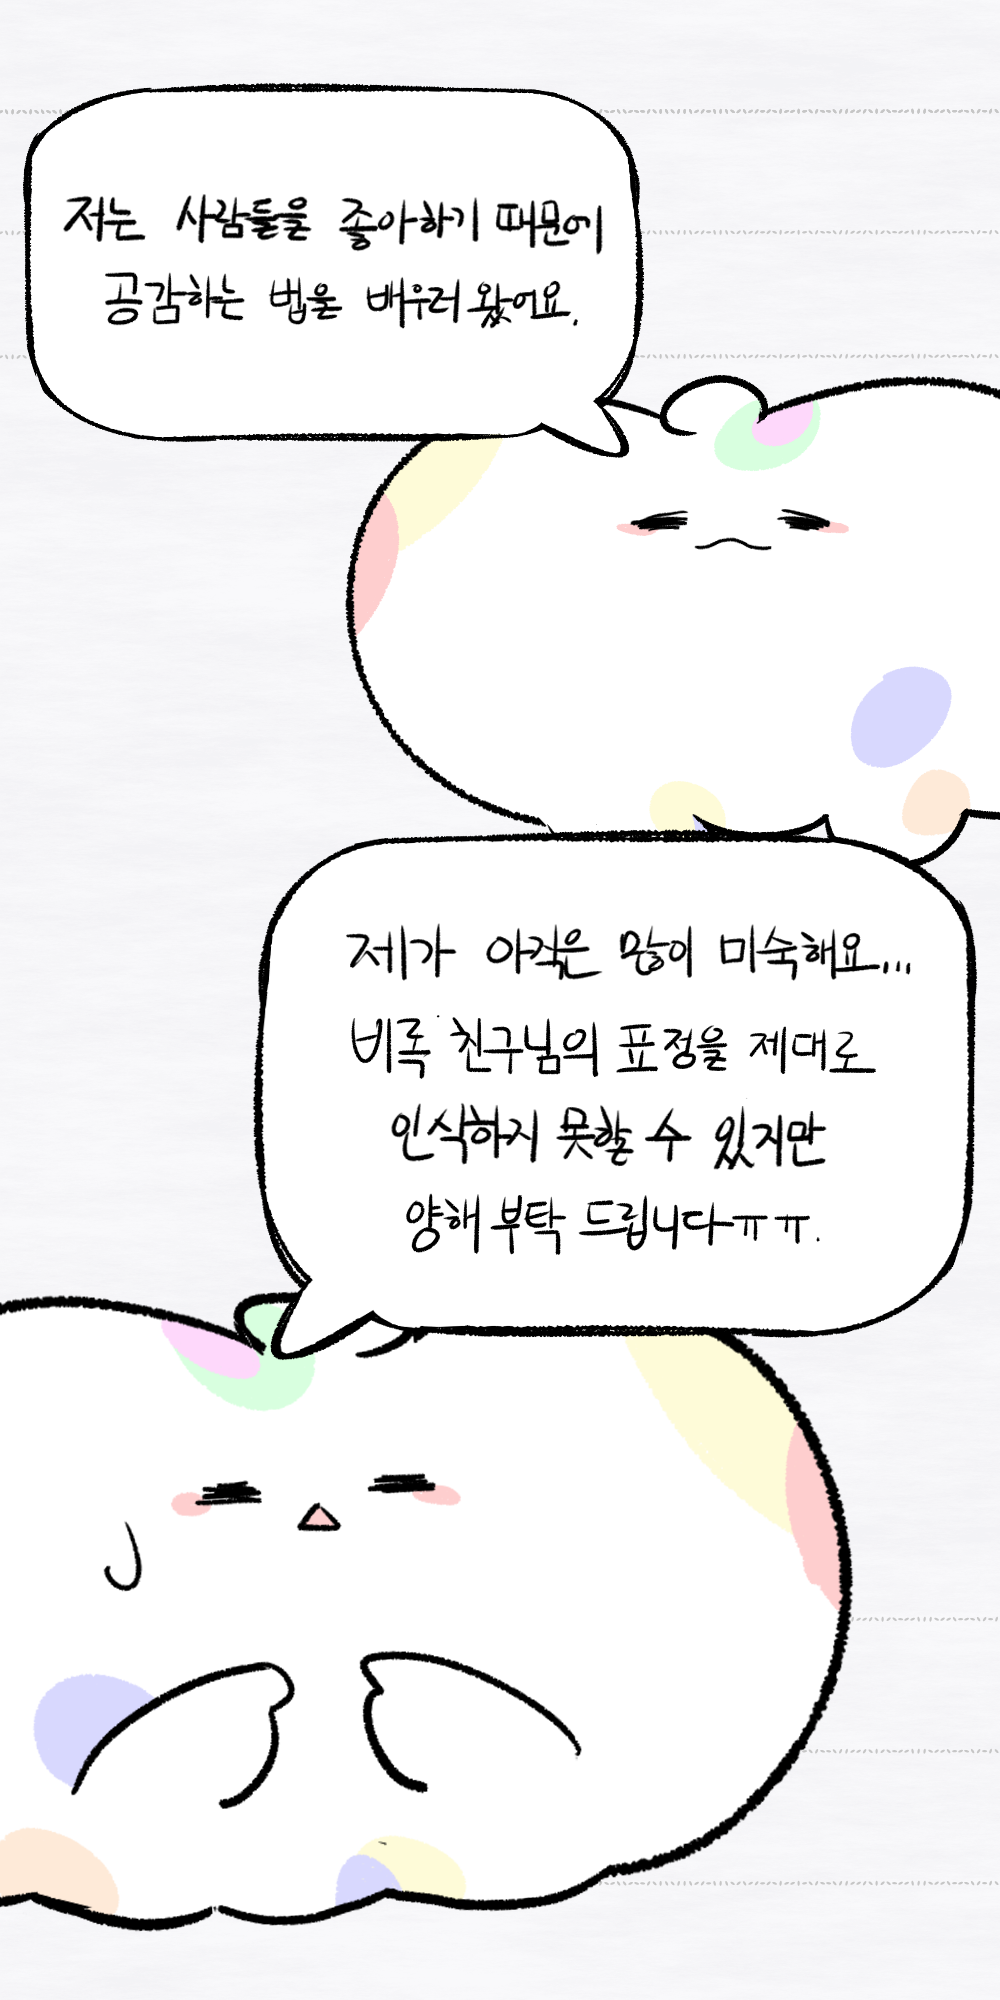 저는 사람들을 좋아하기 때문에
공감하는 법을 배우러 왔어요.
제가 아직은 많이 미숙해요...
비록 친구님의 표정을 제대로
인식하지 못할 수 있지만
양해 부탁 드립니다ㅠㅠ.